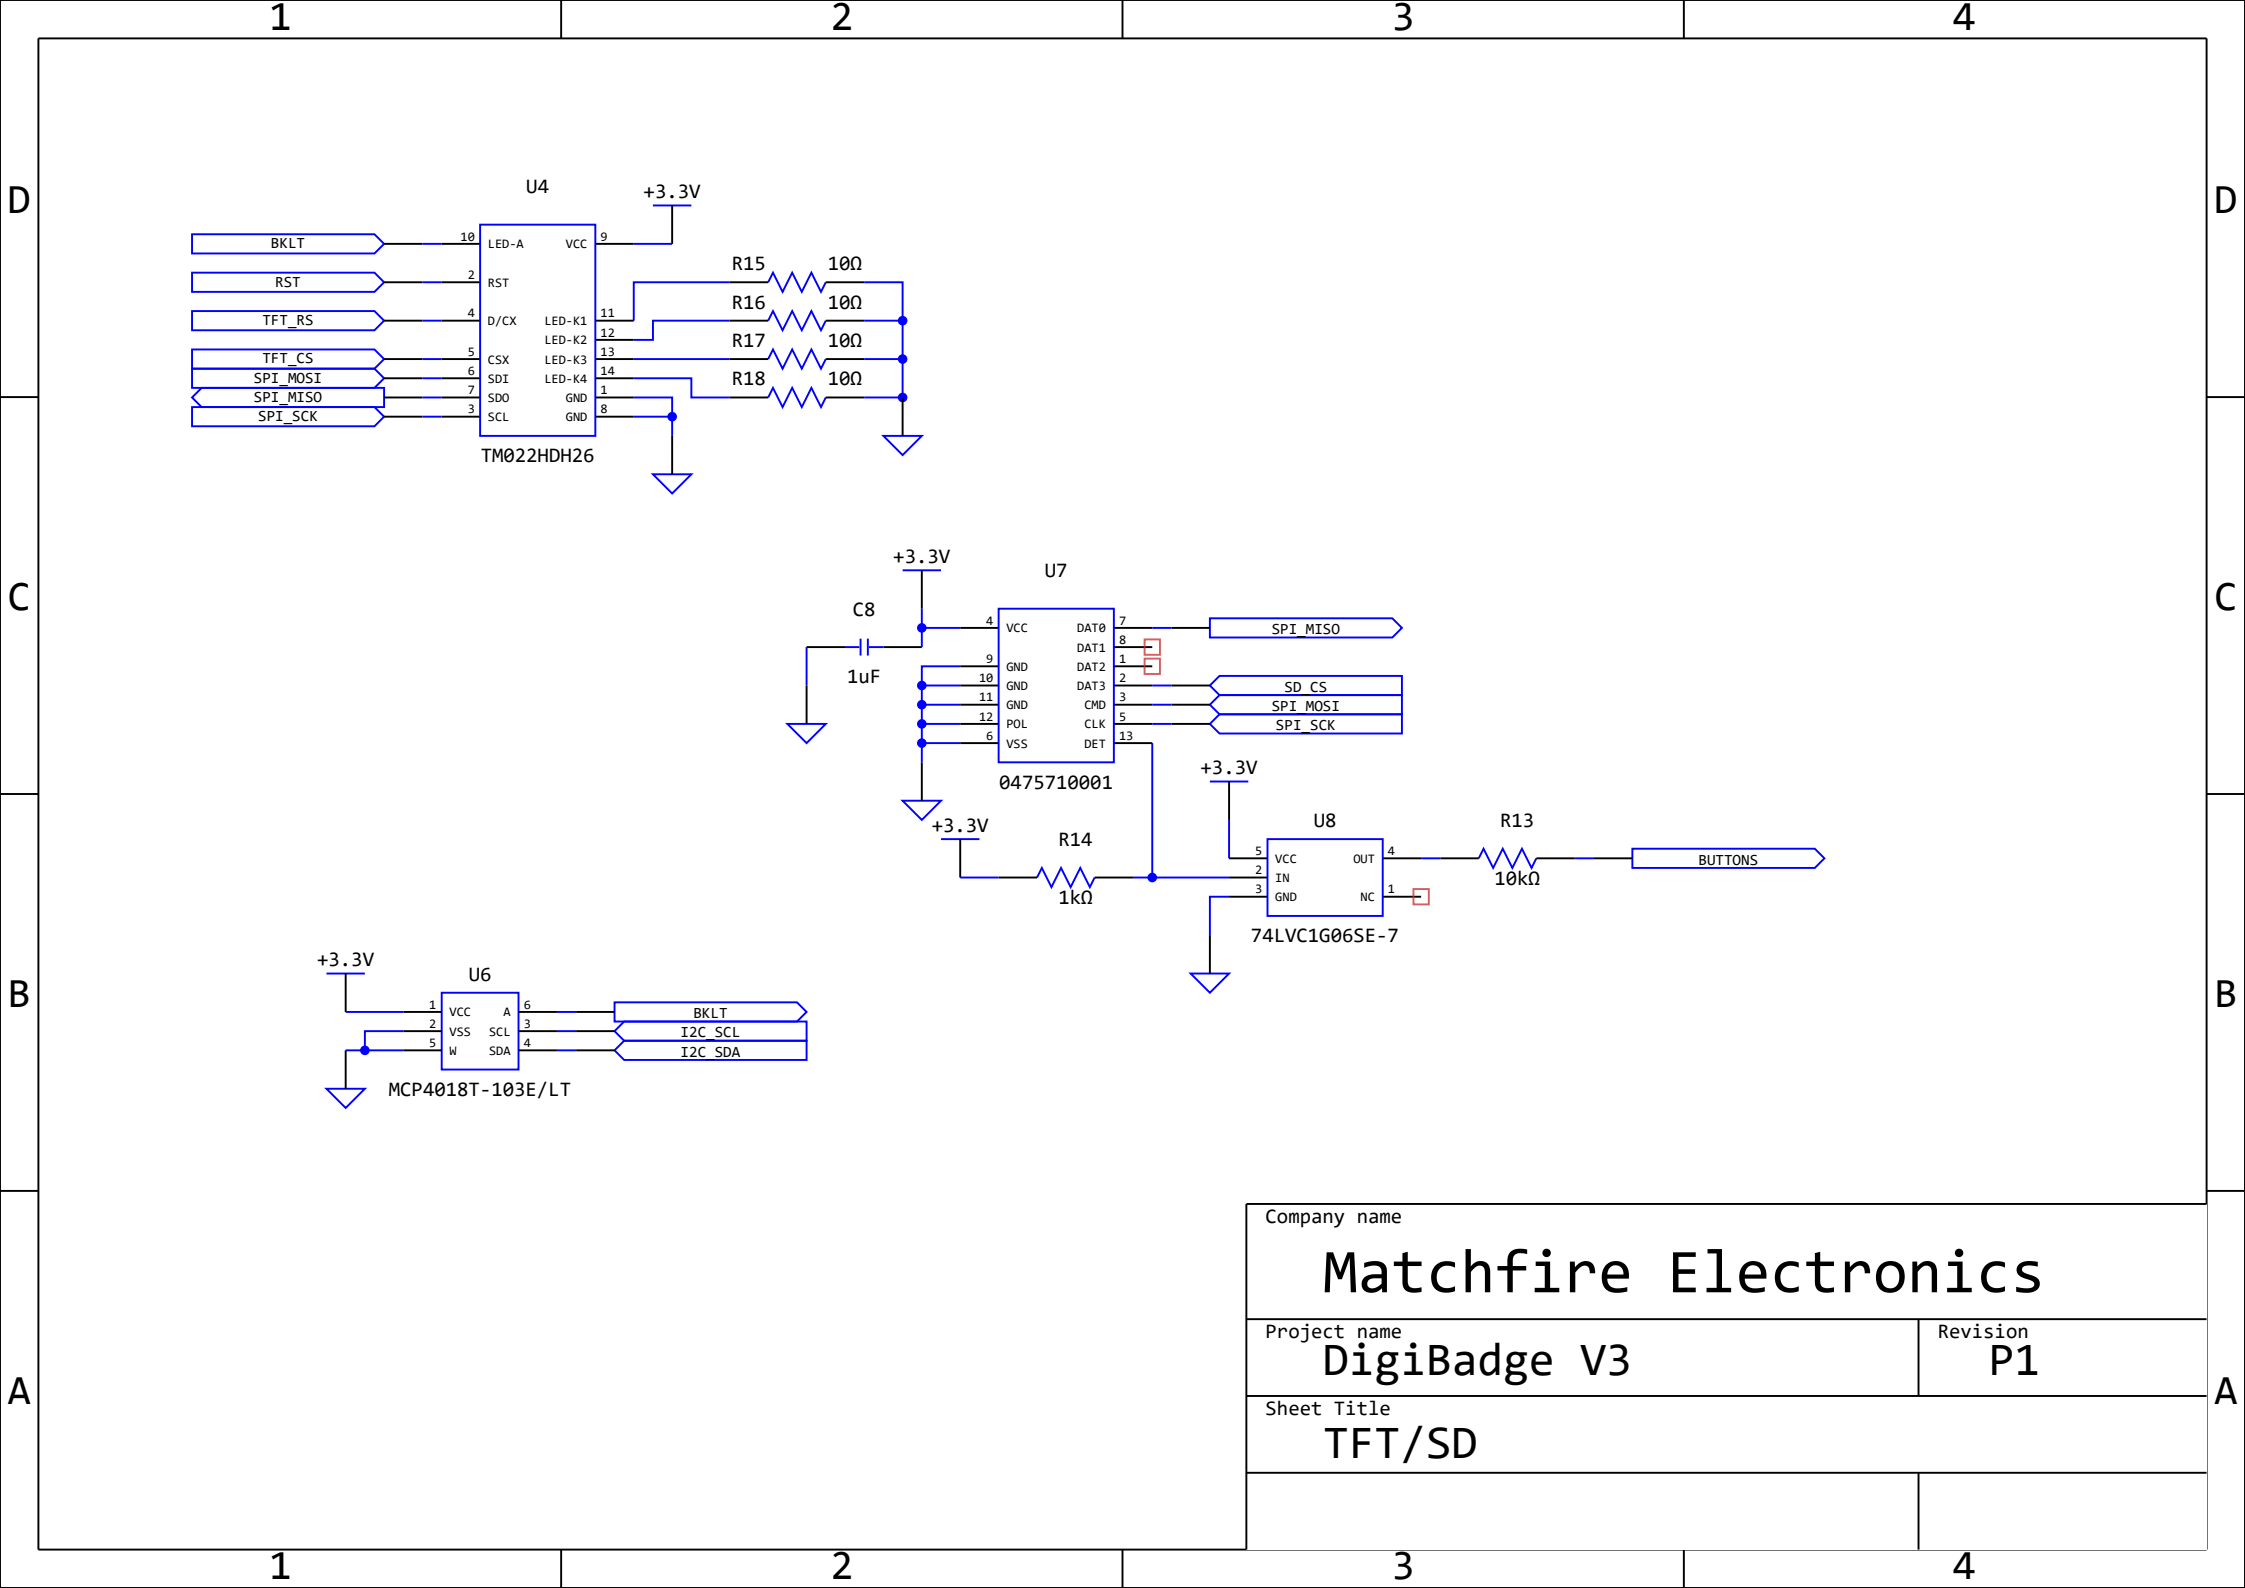 1 2 3 4
D D
C C
B B
A A
U4
+3.3V
BKLT 10 LED-A VCC 9
RST 2 RST
TFT_RS 4 D/CX LED-K1 11
LED-K2 12
TFT_CS 5 CSX LED-K3 13
SPI_MOSI 6 SDI LED-K4 14
SPI_MISO 7 SDO GND 1
SPI_SCK 3 SCL GND 8
TM022HDH26
R15 10Ω
R16 10Ω
R17 10Ω
R18 10Ω
+3.3V
U7
C8
1uF
4 VCC DAT0 7 SPI_MISO
DAT1 8
9 GND DAT2 1
10 GND DAT3 2 SD_CS
11 GND CMD 3 SPI_MOSI
12 POL CLK 5 SPI_SCK
6 VSS DET 13
0475710001
+3.3V
R14
1kΩ
+3.3V
U8
5 VCC OUT 4
2 IN
3 GND NC 1
74LVC1G06SE-7
R13
10kΩ
BUTTONS
+3.3V
U6
1 VCC A 6 BKLT
2 VSS SCL 3 I2C_SCL
5 W SDA 4 I2C_SDA
MCP4018T-103E/LT
Company name
Matchfire Electronics
Project name
DigiBadge V3
Revision
P1
Sheet Title
TFT/SD
1 2 3 4